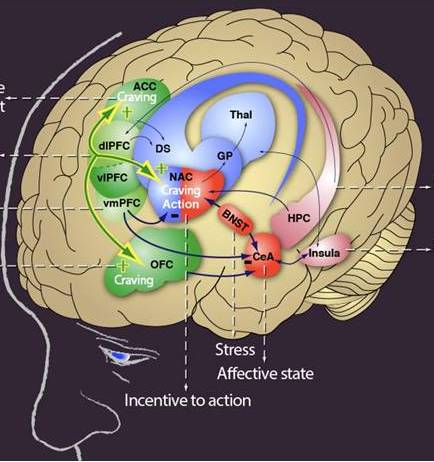 e
t
ACC
Craving
+
dlPFC
DS
Thal
GP
vlPFC
+
NAC
Craving
Action
vmPFC
-
BNST
HPC
+
OFC
Craving
-
CeA
Insula
Stress
Affective state
Incentive to action